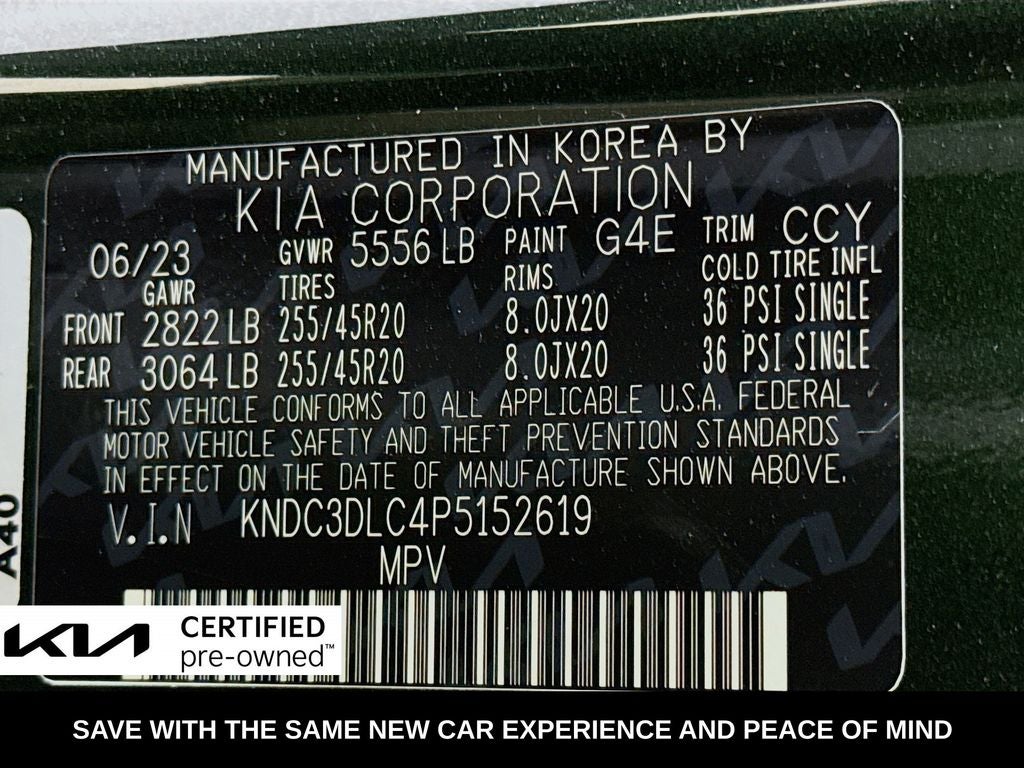 MANUFACTURED IN KOREA BY
KIA CORPORATION
06/23 GVWR 5556 LB PAINT G4E TRIM CCY
GAWR TIRES RIMS COLD TIRE INFL
FRONT 2822 LB 255/45R20 8.0JX20 36 PSI SINGLE
REAR 3064 LB 255/45R20 8.0JX20 36 PSI SINGLE
THIS VEHICLE CONFORMS TO ALL APPLICABLE U.S.A. FEDERAL
MOTOR VEHICLE SAFETY AND THEFT PREVENTION STANDARDS
IN EFFECT ON THE DATE OF MANUFACTURE SHOWN ABOVE.
V.I.N KNDC3DLC4P5152619
MPV
A40
KIA CERTIFIED
pre-owned™
SAVE WITH THE SAME NEW CAR EXPERIENCE AND PEACE OF MIND